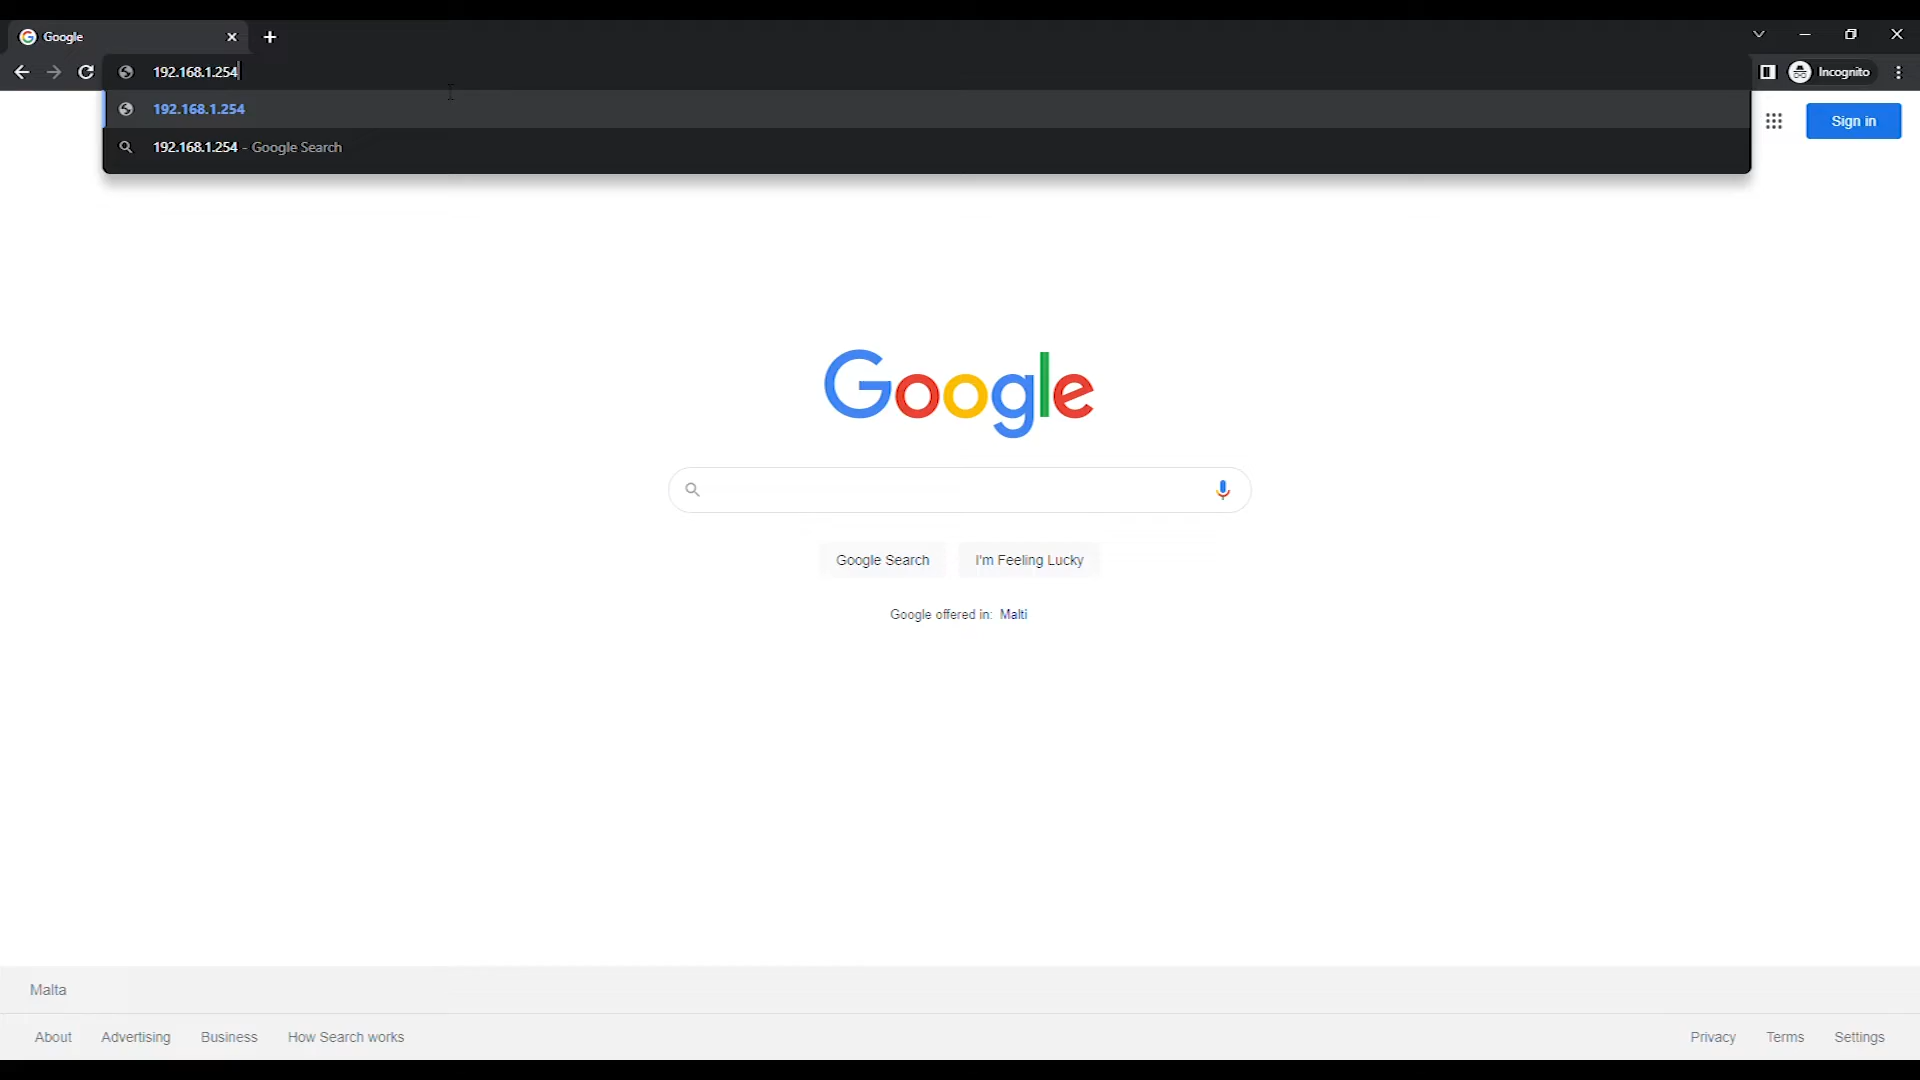 Google
192.168.1.254
Incognito
192.168.1.254
192.168.1.254 - Google Search
Sign in
Google
Google Search
I'm Feeling Lucky
Google offered in: Malti
Malta
About
Advertising
Business
How Search works
Privacy
Terms
Settings